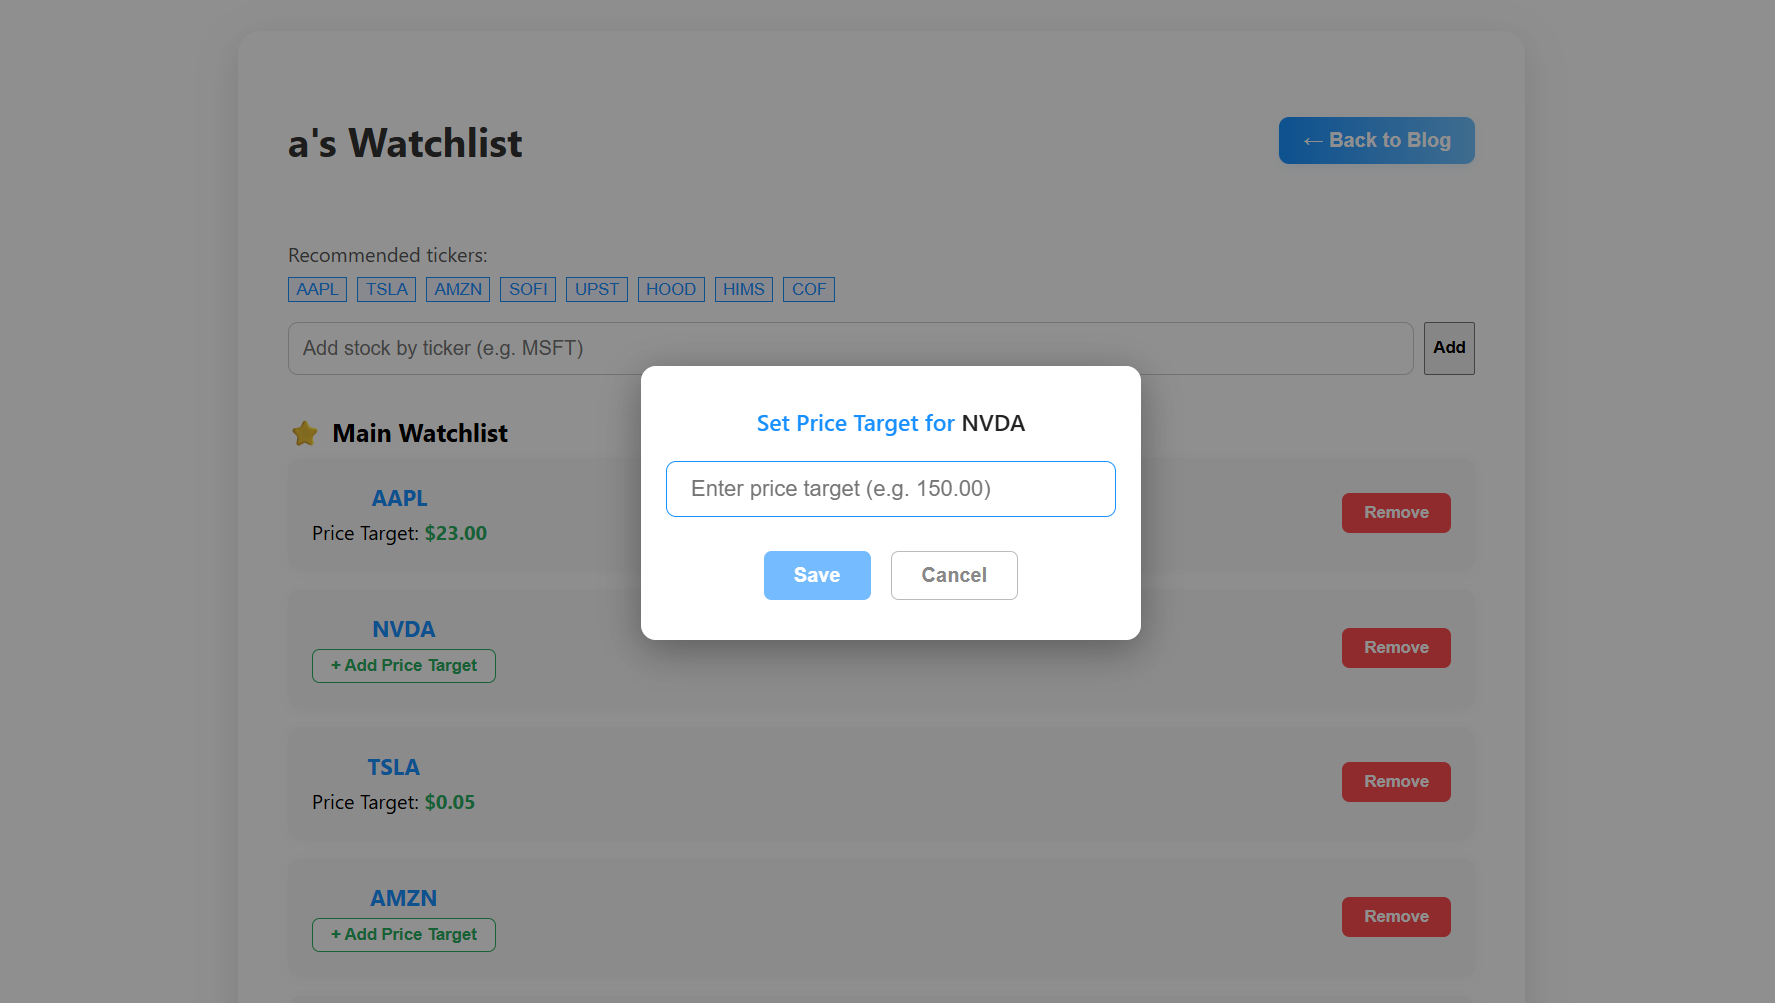 a's Watchlist
← Back to Blog
Recommended tickers:
AAPL TSLA AMZN SOFI UPST HOOD HIMS COF
Add stock by ticker (e.g. MSFT)
Add
Main Watchlist
AAPL
Price Target: $23.00
Remove
NVDA
+ Add Price Target
Remove
TSLA
Price Target: $0.05
Remove
AMZN
+ Add Price Target
Remove
Set Price Target for NVDA
Enter price target (e.g. 150.00)
Save
Cancel